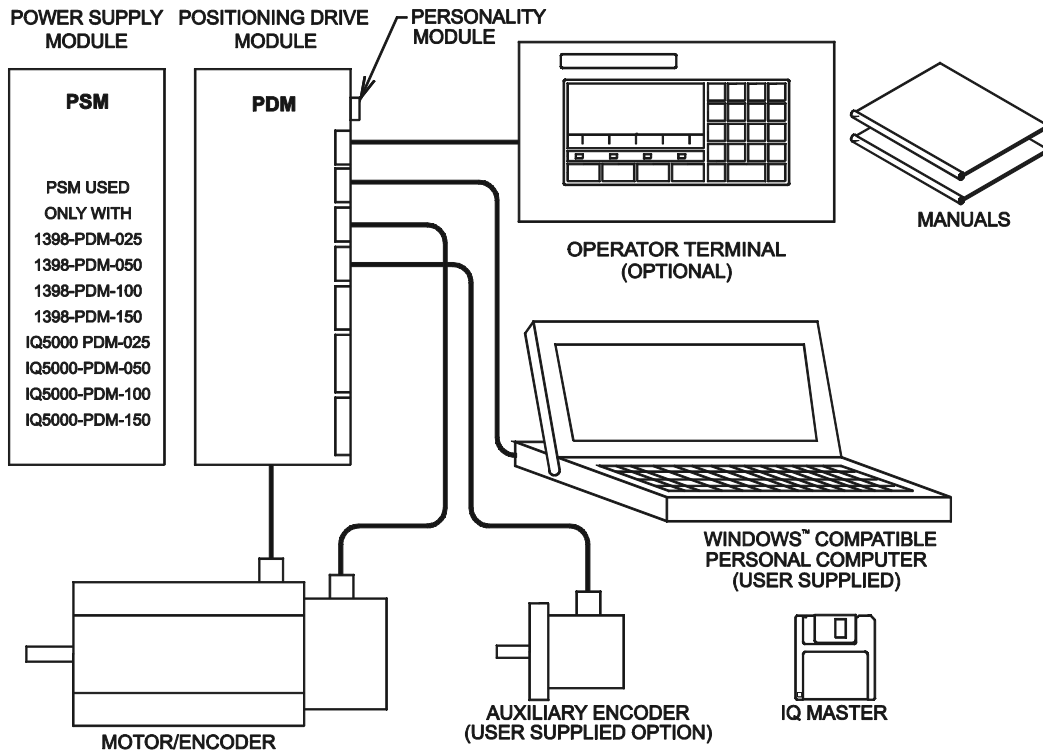 POWER SUPPLY
MODULE
POSITIONING DRIVE
MODULE
PERSONALITY
MODULE
PSM
PSM USED
ONLY WITH
1398-PDM-025
1398-PDM-050
1398-PDM-100
1398-PDM-150
IQ5000 PDM-025
IQ5000-PDM-050
IQ5000-PDM-100
IQ5000-PDM-150
PDM
OPERATOR TERMINAL
(OPTIONAL)
MANUALS
WINDOWS™ COMPATIBLE
PERSONAL COMPUTER
(USER SUPPLIED)
MOTOR/ENCODER
AUXILIARY ENCODER
(USER SUPPLIED OPTION)
IQ MASTER